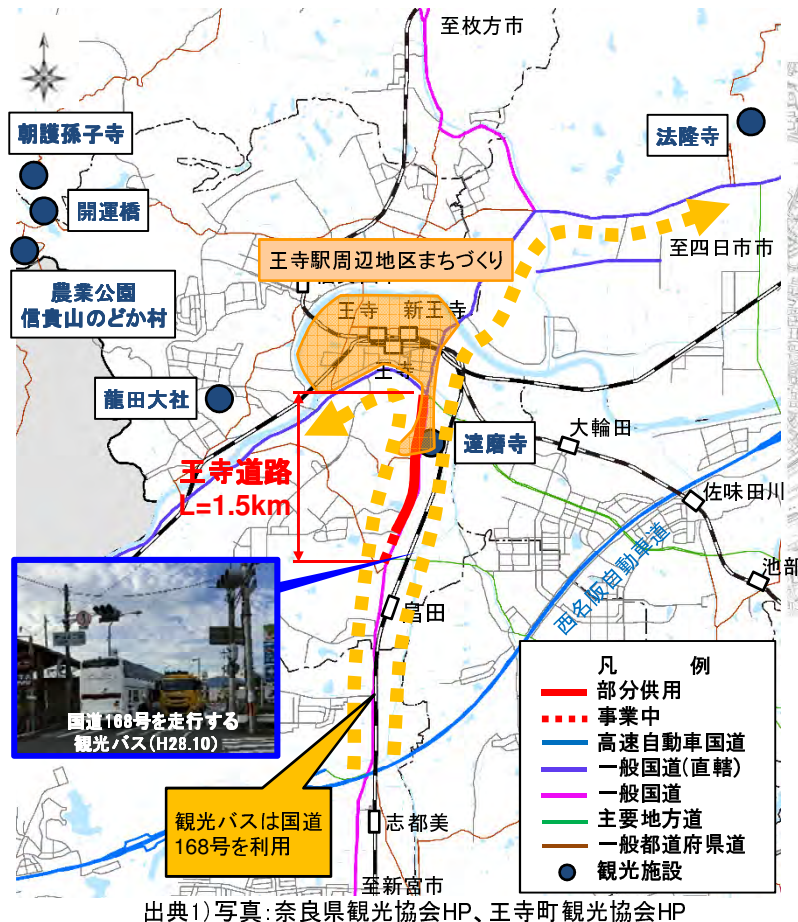 至枚方市
朝護孫子寺
法隆寺
開運橋
至四日市市
王寺駅周辺地区まちづくり
農業公園
信貴山のどか村
王寺
新王寺
王寺
龍田大社
達磨寺
大輪田
王寺道路
L=1.5km
佐味田川
西名阪自動車道
池部
畠田
国道168号を走行する
観光バス(H28.10)
凡 例
部分供用
事業中
高速自動車国道
一般国道(直轄)
一般国道
主要地方道
一般都道府県道
観光施設
観光バスは国道
168号を利用
志都美
至新宮市
出典1)写真:奈良県観光協会HP、王寺町観光協会HP